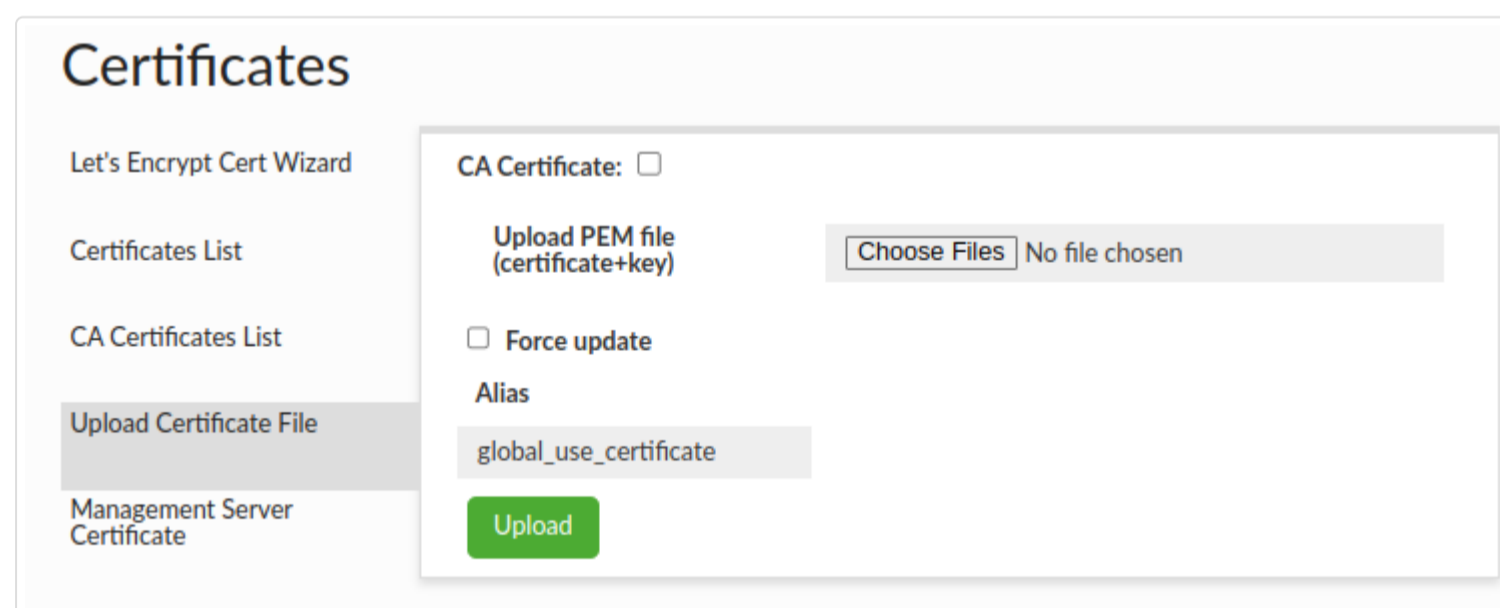 Certificates
Let's Encrypt Cert Wizard
Certificates List
CA Certificates List
Upload Certificate File
Management Server
Certificate
CA Certificate:
Upload PEM file
(certificate+key)
Choose Files No file chosen
Force update
Alias
global_use_certificate
Upload